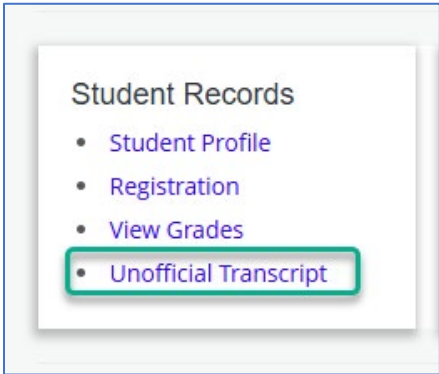 Student Records
• Student Profile
• Registration
• View Grades
• Unofficial Transcript